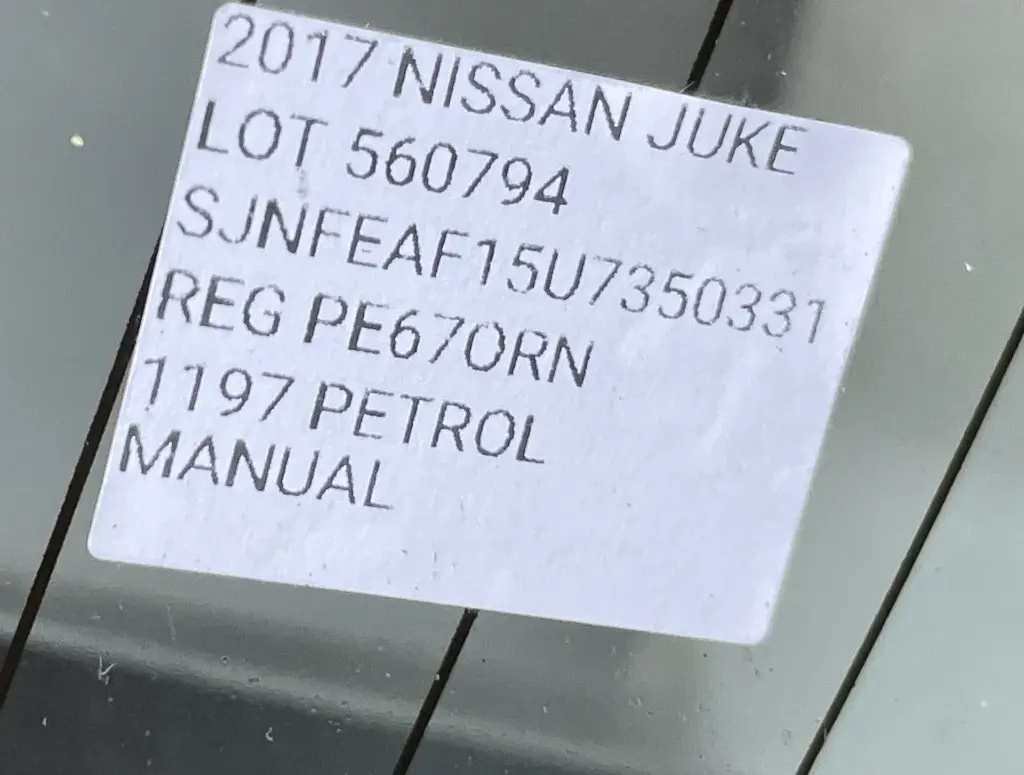 2017 NISSAN JUKE
LOT 560794
SJNFEAF15U7350331
REG PE67ORN
1197 PETROL
MANUAL